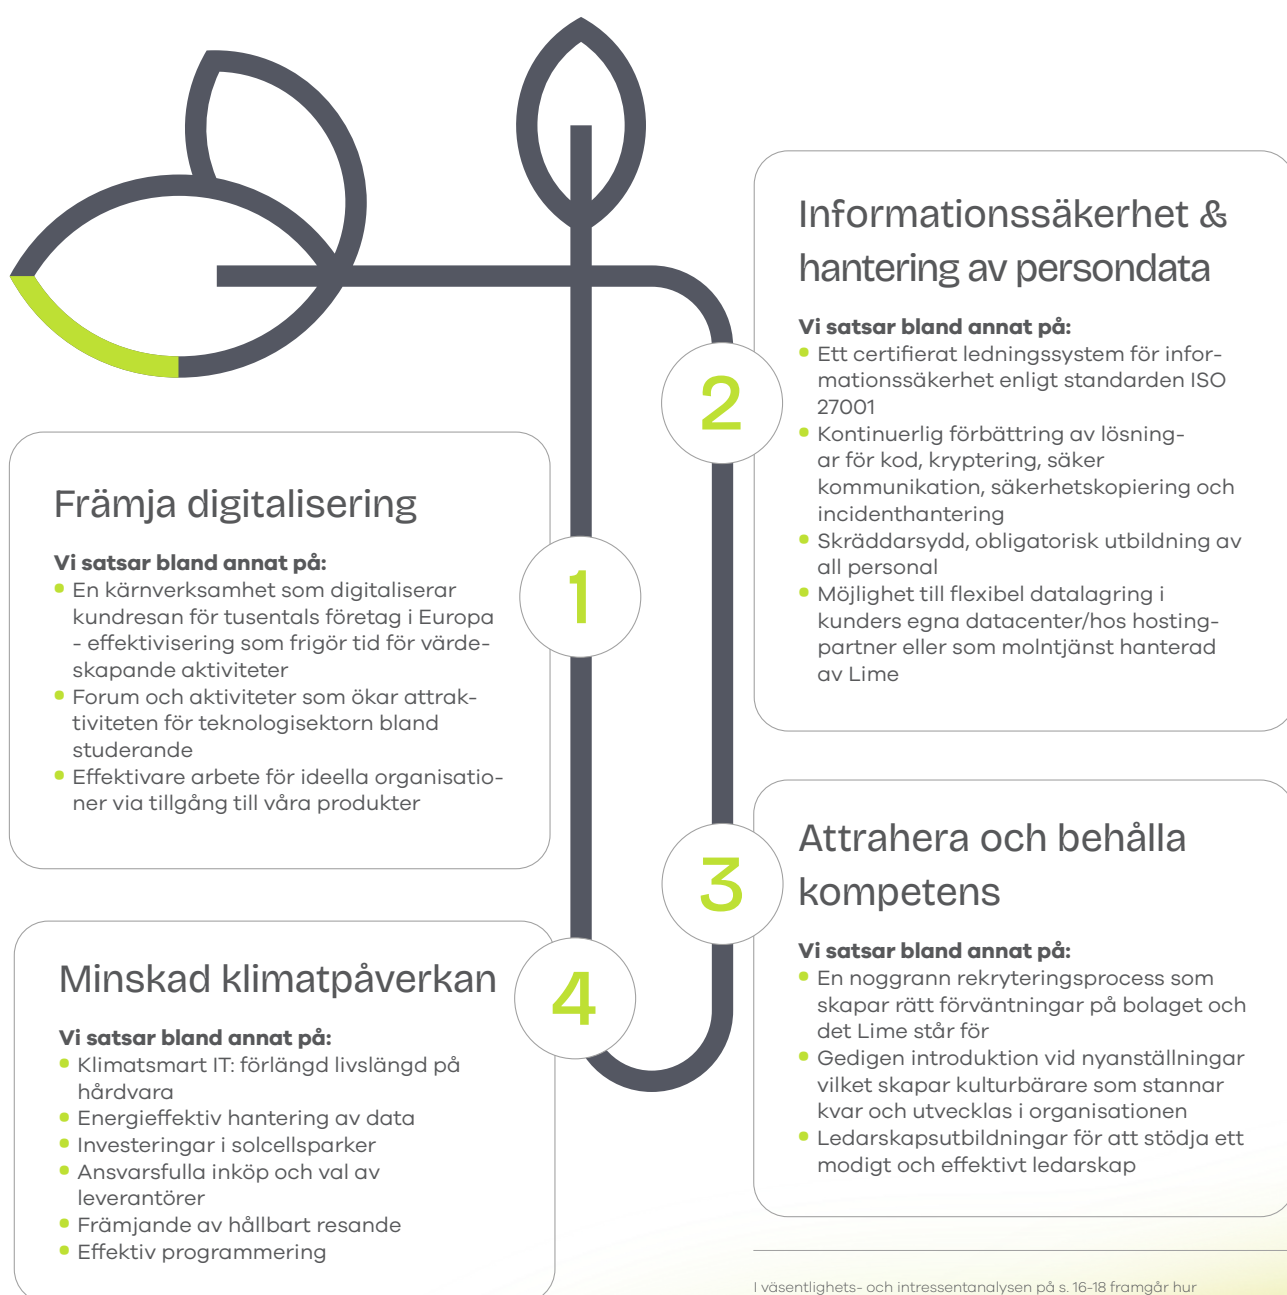 1
Främja digitalisering
Vi satsar bland annat på:
• En kärnverksamhet som digitaliserar
kundresan för tusentals företag i Europa
- effektivisering som frigör tid för värde-
skapande aktiviteter
• Forum och aktiviteter som ökar attrak-
tiviteten för teknologisektorn bland
studerande
• Effektivare arbete för ideella organisatio-
ner via tillgång till våra produkter
2
Informationssäkerhet &
hantering av persondata
Vi satsar bland annat på:
• Ett certifierat ledningssystem för infor-
mationssäkerhet enligt standarden ISO
27001
• Kontinuerlig förbättring av lösning-
ar för kod, kryptering, säker
kommunikation, säkerhetskopiering och
incidenthantering
• Skräddarsydd, obligatorisk utbildning av
all personal
• Möjlighet till flexibel datalagring i
kunders egna datacenter/hos hosting-
partner eller som molntjänst hanterad
av Lime
3
Attrahera och behålla
kompetens
Vi satsar bland annat på:
• En noggrann rekryteringsprocess som
skapar rätt förväntningar på bolaget och
det Lime står för
• Gedigen introduktion vid nyanställningar
vilket skapar kulturbärare som stannar
kvar och utvecklas i organisationen
• Ledarskapsutbildningar för att stödja ett
modigt och effektivt ledarskap
4
Minskad klimatpåverkan
Vi satsar bland annat på:
• Klimatsmart IT: förlängd livslängd på
hårdvara
• Energieffektiv hantering av data
• Investeringar i solcellsparker
• Ansvarsfulla inköp och val av
leverantörer
• Främjande av hållbart resande
• Effektiv programmering
I väsentlighets- och intressentanalysen på s. 16-18 framgår hur